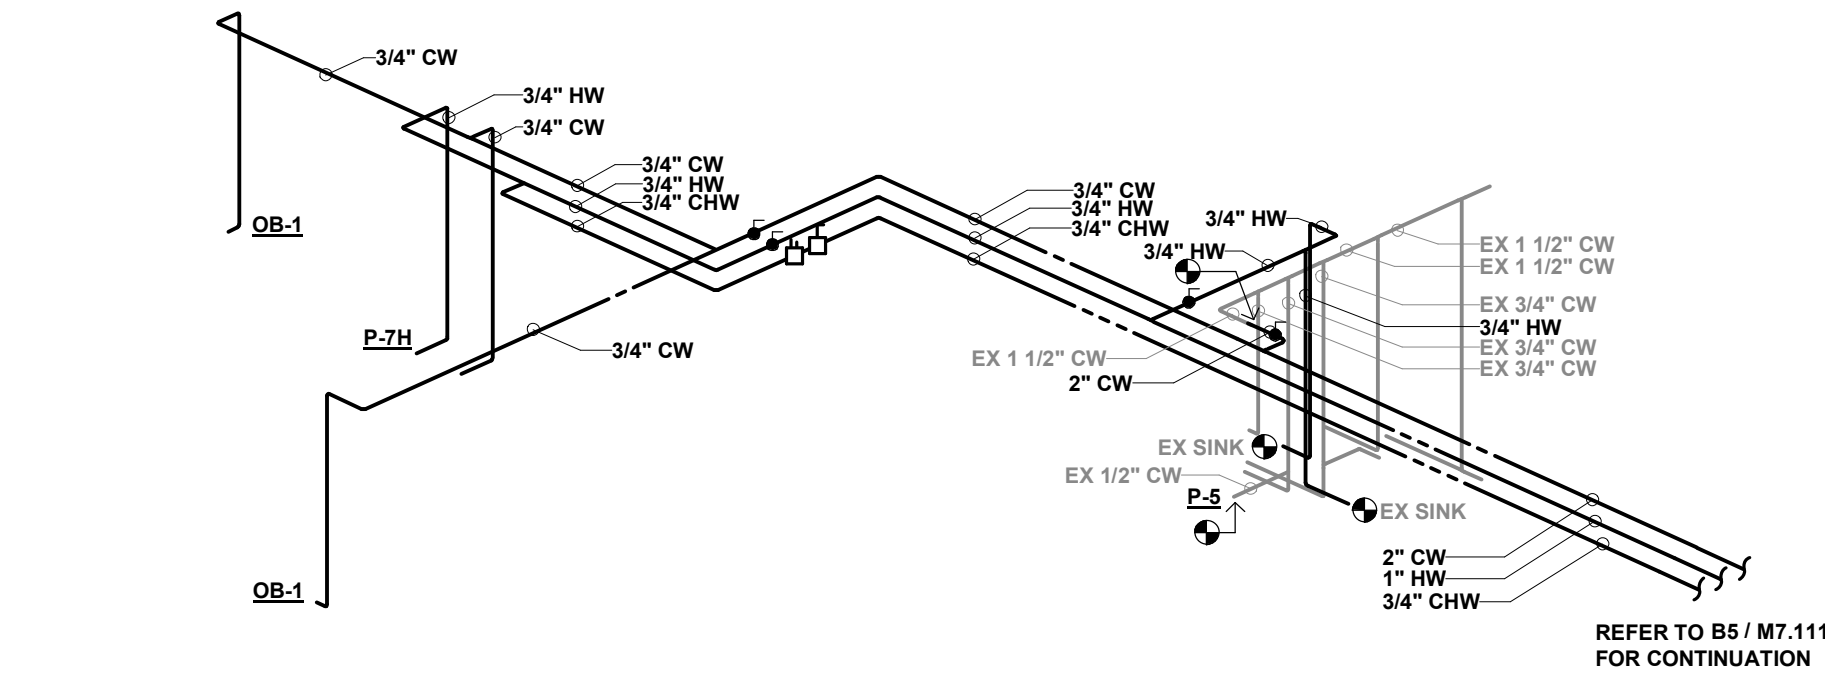 3/4" CW
3/4" HW
3/4" CW
3/4" CW
3/4" HW
3/4" CHW
OB-1
3/4" CW
3/4" HW
3/4" CHW
3/4" HW
3/4" HW
EX 1 1/2" CW
EX 1 1/2" CW
EX 3/4" CW
3/4" HW
EX 3/4" CW
EX 3/4" CW
P-7H
3/4" CW
EX 1 1/2" CW
2" CW
EX SINK
EX 1/2" CW
P-5
EX SINK
OB-1
2" CW
1" HW
3/4" CHW
REFER TO B5 / M7.111
FOR CONTINUATION